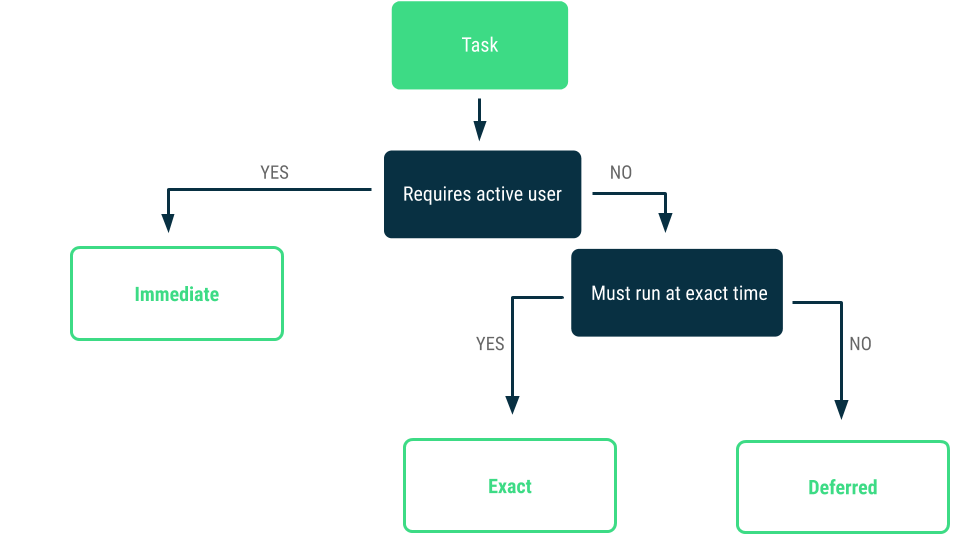 Task
YES
NO
Requires active user
Immediate
Must run at exact time
YES
NO
Exact
Deferred